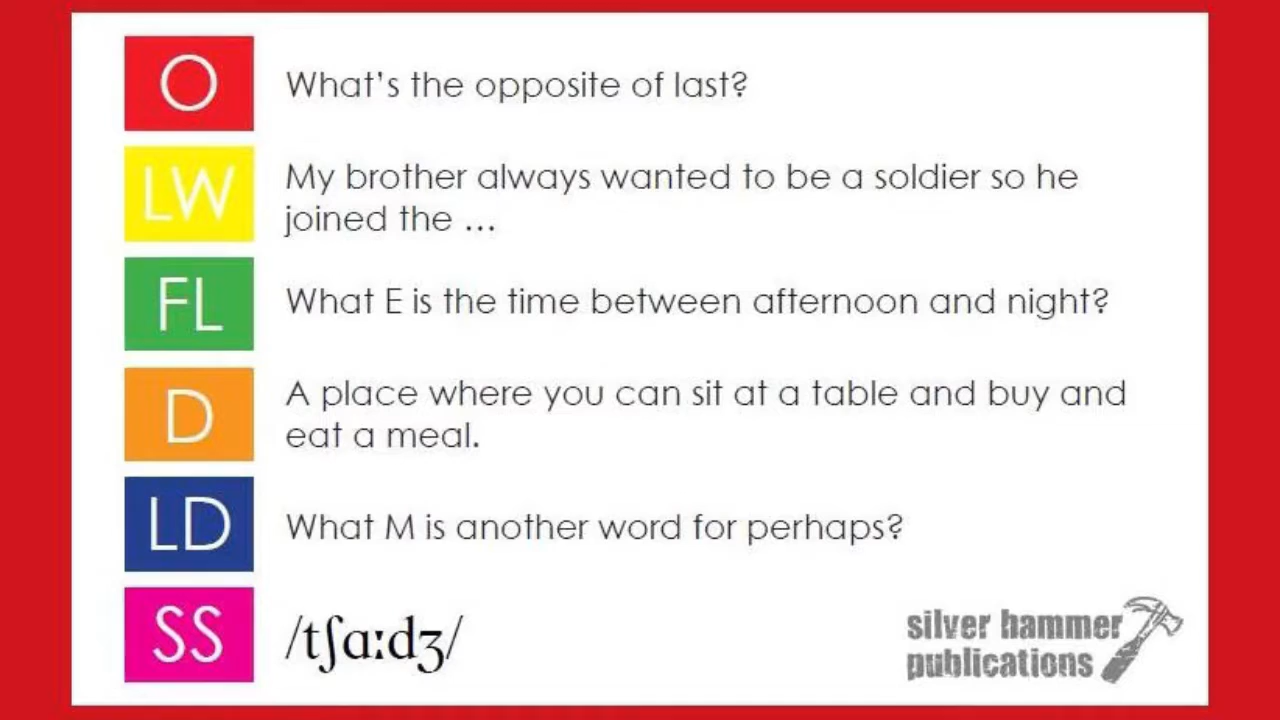 O What's the opposite of last?
LW My brother always wanted to be a soldier so he
joined the ...
FL What E is the time between afternoon and night?
D A place where you can sit at a table and buy and
eat a meal.
LD What M is another word for perhaps?
SS /tʃɑːdʒ/
silver hammer
publications